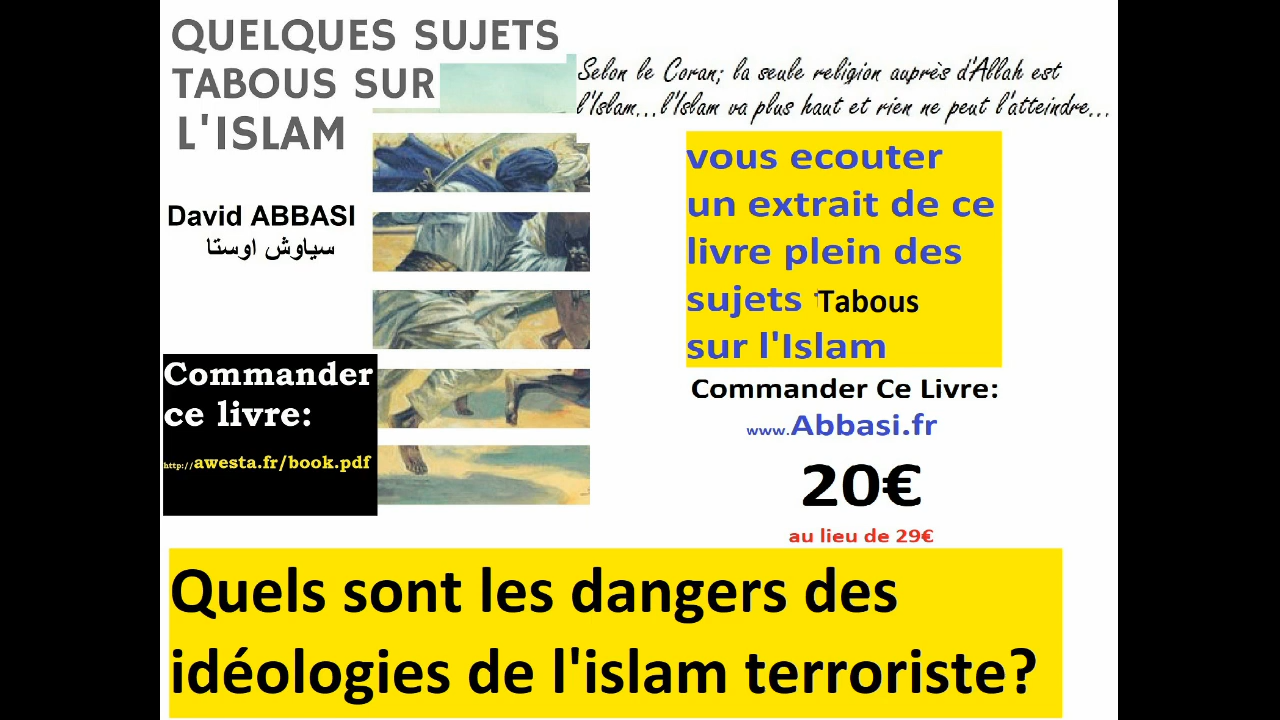 QUELQUES SUJETS
TABOUS SUR
L'ISLAM
Selon le Coran; la seule religion auprès d'Allah est
l'Islam...l'Islam va plus haut et rien ne peut l'atteindre...
David ABBASI
سیاوش اوستا
vous ecouter
un extrait de ce
livre plein des
sujets Tabous
sur l'Islam
Commander
ce livre:
http://awesta.fr/book.pdf
Commander Ce Livre:
www.Abbasi.fr
20€
au lieu de 29€
Quels sont les dangers des
idéologies de l'islam terroriste?